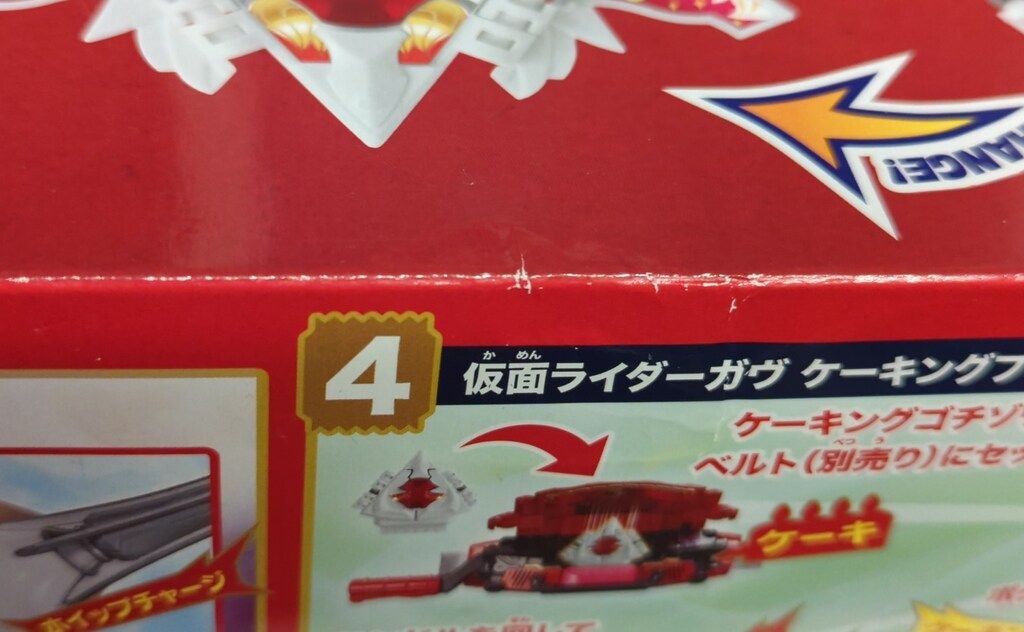 HANGE!
4
かめん
仮面ライダーガヴ ケーキングフ
ケーキングゴチゾ
べつう
ベルト(別売り)にセッ
ケーキ
ホイップチャージ